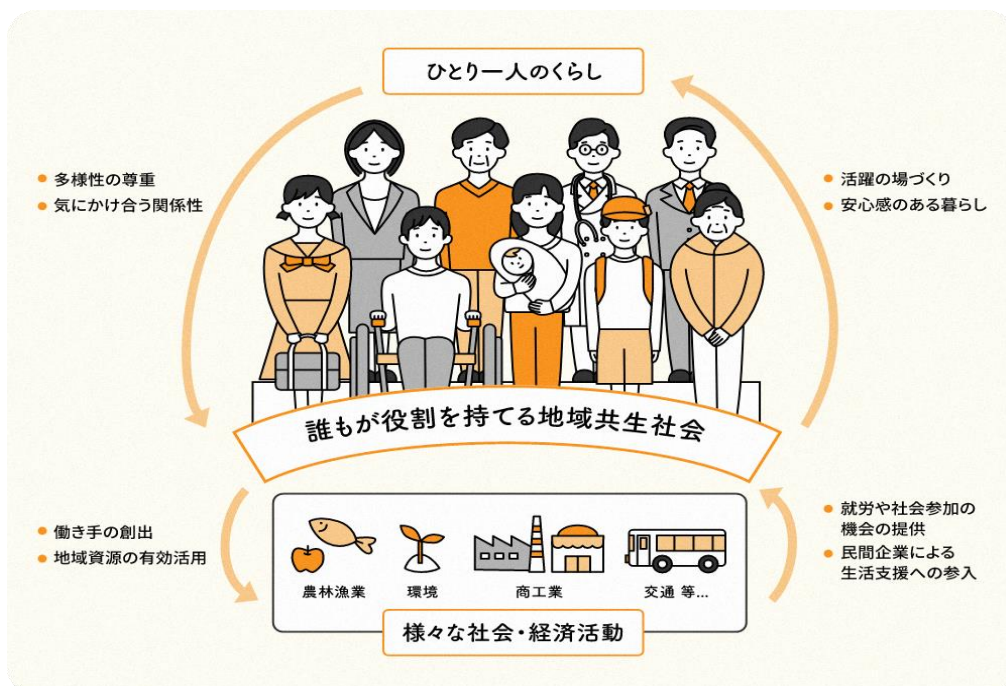 ひとり一人のくらし
多様性の尊重
気にかけ合う関係性
活躍の場づくり
安心感のある暮らし
誰もが役割を持てる地域共生社会
働き手の創出
地域資源の有効活用
就労や社会参加の
機会の提供
民間企業による
生活支援への参入
農林漁業
環境
商工業
交通 等...
様々な社会・経済活動